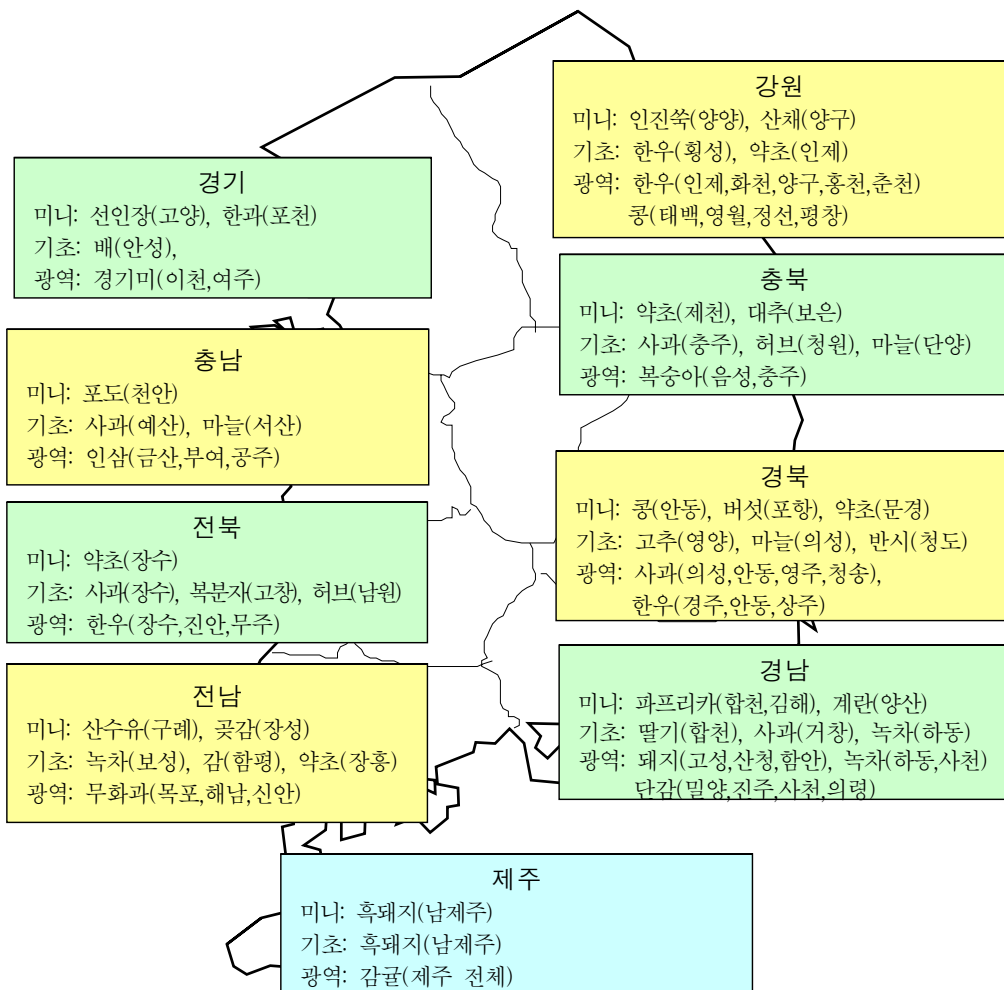 강원
미니: 인진쑥(양양), 산채(양구)
기초: 한우(횡성), 약초(인제)
광역: 한우(인제,화천,양구,홍천,춘천)
콩(태백,영월,정선,평창)
경기
미니: 선인장(고양), 한과(포천)
기초: 배(안성),
광역: 경기미(이천,여주)
충북
미니: 약초(제천), 대추(보은)
기초: 사과(충주), 허브(청원), 마늘(단양)
광역: 복숭아(음성,충주)
충남
미니: 포도(천안)
기초: 사과(예산), 마늘(서산)
광역: 인삼(금산,부여,공주)
경북
미니: 콩(안동), 버섯(포항), 약초(문경)
기초: 고추(영양), 마늘(의성), 반시(청도)
광역: 사과(의성,안동,영주,청송),
한우(경주,안동,상주)
전북
미니: 약초(장수)
기초: 사과(장수), 복분자(고창), 허브(남원)
광역: 한우(장수,진안,무주)
경남
미니: 파프리카(합천,김해), 계란(양산)
기초: 딸기(합천), 사과(거창), 녹차(하동)
광역: 돼지(고성,산청,함안), 녹차(하동,사천)
단감(밀양,진주,사천,의령)
전남
미니: 산수유(구례), 곶감(장성)
기초: 녹차(보성), 감(함평), 약초(장흥)
광역: 무화과(목포,해남,신안)
제주
미니: 흑돼지(남제주)
기초: 흑돼지(남제주)
광역: 감귤(제주 전체)